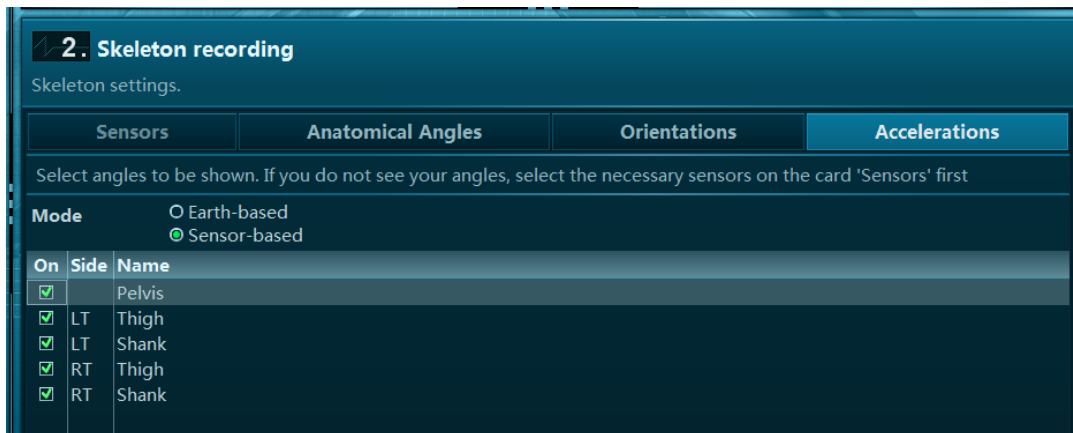 2. Skeleton recording
Skeleton settings.
Sensors Anatomical Angles Orientations Accelerations
Select angles to be shown. If you do not see your angles, select the necessary sensors on the card 'Sensors' first
Mode Earth-based
Sensor-based
On Side Name
Pelvis
LT Thigh
LT Shank
RT Thigh
RT Shank